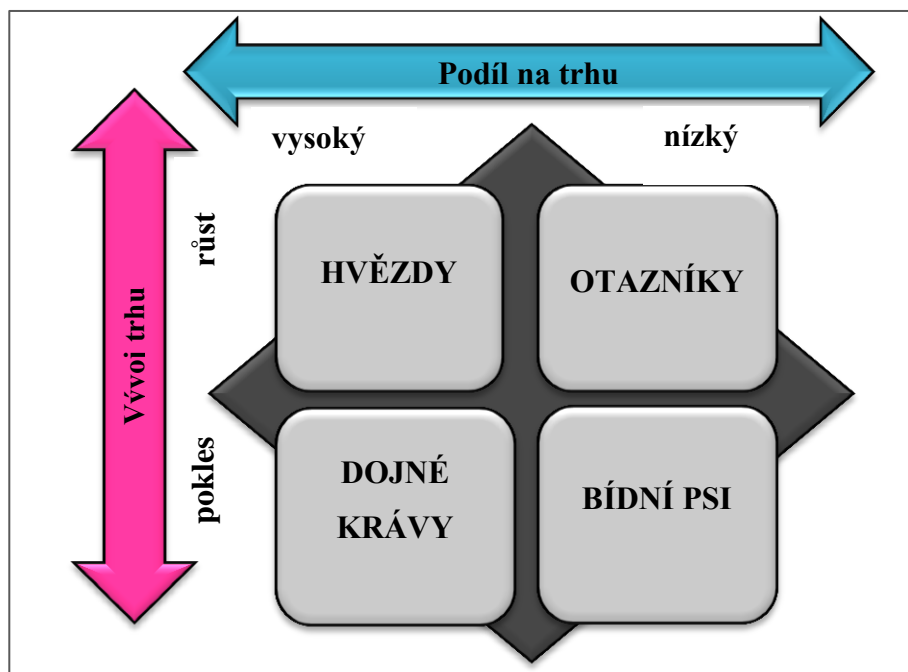 Podíl na trhu
vysoký
nízký
Vývoj trhu
růst
pokles
HVĚZDY
OTAZNÍKY
DOJNÉ
KRÁVY
BÍDNÍ PSI